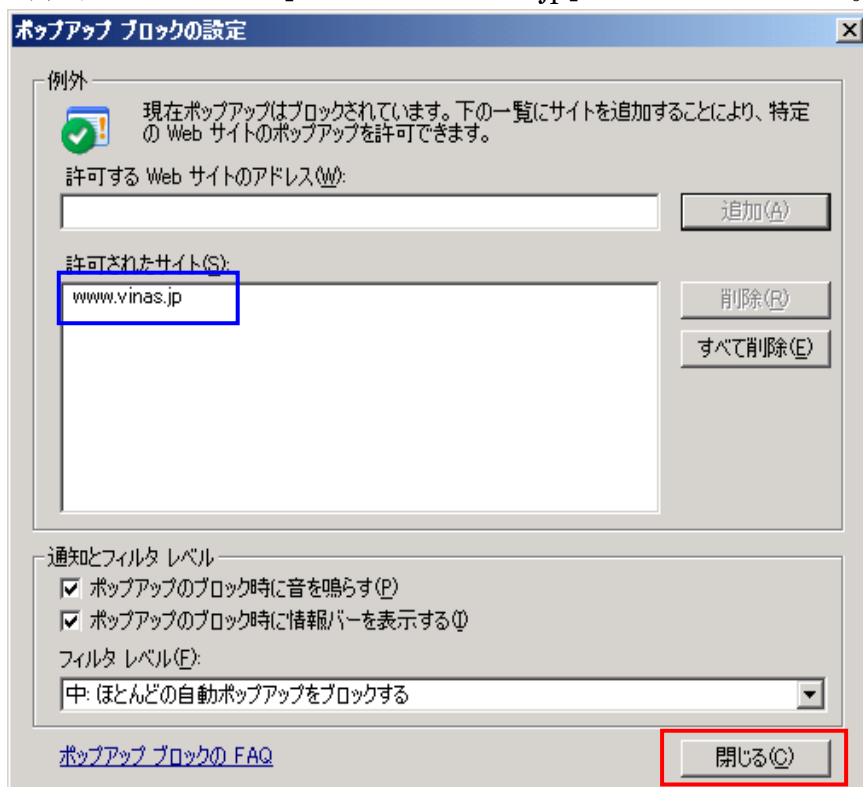 ポップアップ ブロックの設定
例外
現在ポップアップはブロックされています。下の一覧にサイトを追加することにより、特定
の Web サイトのポップアップを許可できます。
許可する Web サイトのアドレス(W):
追加(A)
許可されたサイト(S):
www.vinas.jp
削除(R)
すべて削除(E)
通知とフィルタ レベル
ポップアップのブロック時に音を鳴らす(P)
ポップアップのブロック時に情報バーを表示する(I)
フィルタ レベル(F):
中: ほとんどの自動ポップアップをブロックする
ポップアップ ブロックの FAQ
閉じる(C)